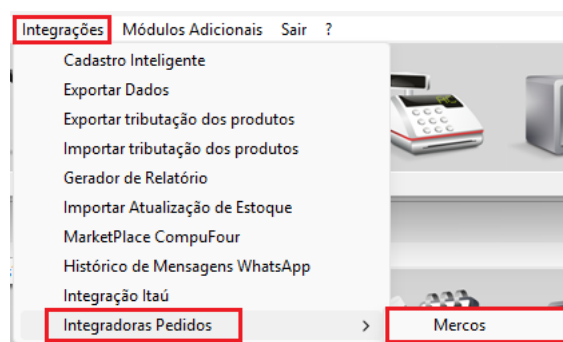 Integrações Módulos Adicionais Sair ?
Cadastro Inteligente
Exportar Dados
Exportar tributação dos produtos
Importar tributação dos produtos
Gerador de Relatório
Importar Atualização de Estoque
MarketPlace CompuFour
Histórico de Mensagens WhatsApp
Integração Itaú
Integradoras Pedidos > Mercos